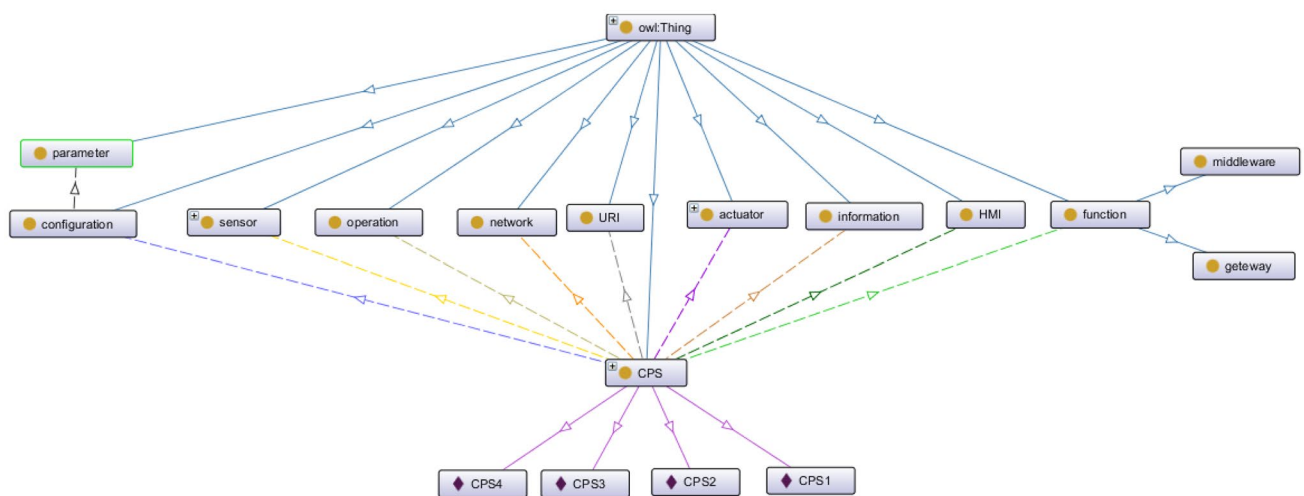 owl:Thing
parameter
middleware
configuration
sensor
operation
network
URI
actuator
information
HMI
function
geteway
CPS
CPS4
CPS3
CPS2
CPS1